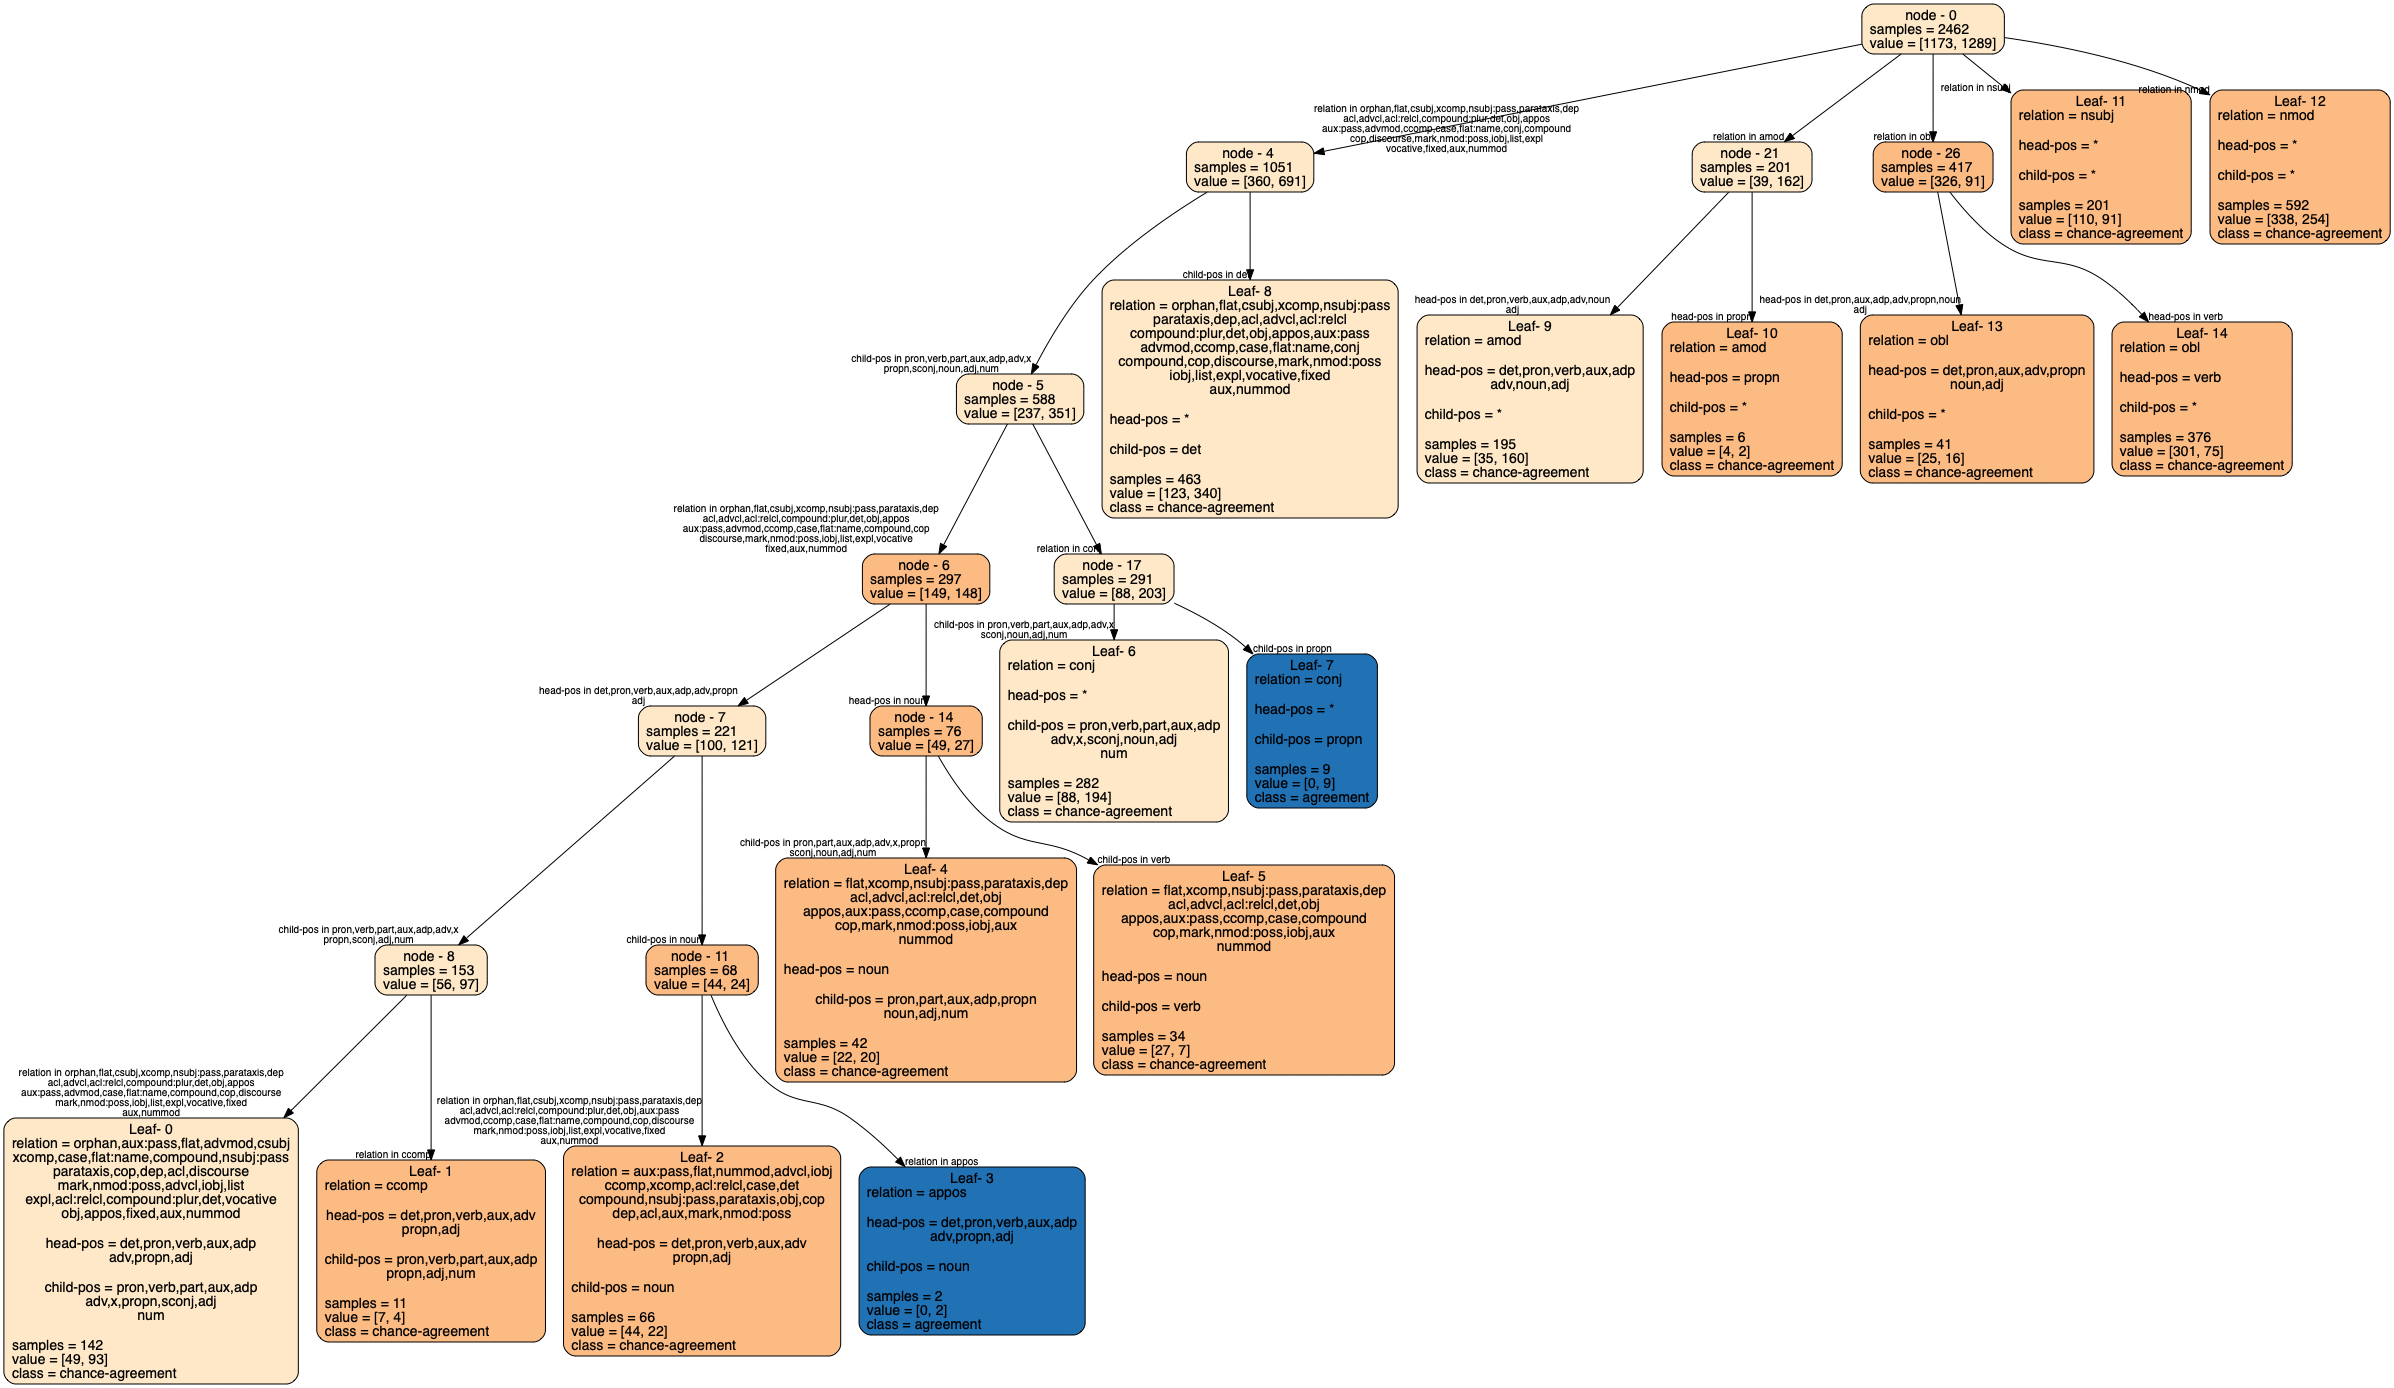 node - 0
samples = 2462
value = [1173, 1289]
relation in orphan,flat,csubj,xcomp,nsubj:pass,parataxis,dep
acl,advcl,acl:relcl,compound:plur,det,obj,appos
aux:pass,advmod,ccomp,case,flat:name,conj,compound
cop,discourse,mark,nmod:poss,iobj,list,expl
vocative,fixed,aux,nummod
relation in amod
relation in obl
relation in nsubj
relation in nmod
node - 4
samples = 1051
value = [360, 691]
node - 21
samples = 201
value = [39, 162]
node - 26
samples = 417
value = [326, 91]
Leaf- 11
relation = nsubj
head-pos = *
child-pos = *
samples = 201
value = [110, 91]
class = chance-agreement
Leaf- 12
relation = nmod
head-pos = *
child-pos = *
samples = 592
value = [338, 254]
class = chance-agreement
child-pos in pron,verb,part,aux,adp,adv,x
propn,sconj,noun,adj,num
node - 5
samples = 588
value = [237, 351]
child-pos in det
Leaf- 8
relation = orphan,flat,csubj,xcomp,nsubj:pass
parataxis,dep,acl,advcl,acl:relcl
compound:plur,det,obj,appos,aux:pass
advmod,ccomp,case,flat:name,conj
compound,cop,discourse,mark,nmod:poss
iobj,list,expl,vocative,fixed
aux,nummod
head-pos = *
child-pos = det
samples = 463
value = [123, 340]
class = chance-agreement
head-pos in det,pron,verb,aux,adp,adv,noun
adj
Leaf- 9
relation = amod
head-pos = det,pron,verb,aux,adp
adv,noun,adj
child-pos = *
samples = 195
value = [35, 160]
class = chance-agreement
head-pos in propn
Leaf- 10
relation = amod
head-pos = propn
child-pos = *
samples = 6
value = [4, 2]
class = chance-agreement
head-pos in det,pron,aux,adp,adv,propn,noun
adj
Leaf- 13
relation = obl
head-pos = det,pron,aux,adv,propn
noun,adj
child-pos = *
samples = 41
value = [25, 16]
class = chance-agreement
head-pos in verb
Leaf- 14
relation = obl
head-pos = verb
child-pos = *
samples = 376
value = [301, 75]
class = chance-agreement
relation in orphan,flat,csubj,xcomp,nsubj:pass,parataxis,dep
acl,advcl,acl:relcl,compound:plur,det,obj,appos
aux:pass,advmod,ccomp,case,flat:name,compound,cop
discourse,mark,nmod:poss,iobj,list,expl,vocative
fixed,aux,nummod
node - 6
samples = 297
value = [149, 148]
relation in conj
node - 17
samples = 291
value = [88, 203]
head-pos in det,pron,verb,aux,adp,adv,propn
adj
node - 7
samples = 221
value = [100, 121]
head-pos in noun
node - 14
samples = 76
value = [49, 27]
child-pos in pron,verb,part,aux,adp,adv,x
sconj,noun,adj,num
Leaf- 6
relation = conj
head-pos = *
child-pos = pron,verb,part,aux,adp
adv,x,sconj,noun,adj
num
samples = 282
value = [88, 194]
class = chance-agreement
child-pos in propn
Leaf- 7
relation = conj
head-pos = *
child-pos = propn
samples = 9
value = [0, 9]
class = agreement
child-pos in pron,verb,part,aux,adp,adv,x
propn,sconj,adj,num
node - 8
samples = 153
value = [56, 97]
child-pos in noun
node - 11
samples = 68
value = [44, 24]
child-pos in pron,part,aux,adp,adv,x,propn
sconj,noun,adj,num
Leaf- 4
relation = flat,xcomp,nsubj:pass,parataxis,dep
acl,advcl,acl:relcl,det,obj
appos,aux:pass,ccomp,case,compound
cop,mark,nmod:poss,iobj,aux
nummod
head-pos = noun
child-pos = pron,part,aux,adp,propn
noun,adj,num
samples = 42
value = [22, 20]
class = chance-agreement
child-pos in verb
Leaf- 5
relation = flat,xcomp,nsubj:pass,parataxis,dep
acl,advcl,acl:relcl,det,obj
appos,aux:pass,ccomp,case,compound
cop,mark,nmod:poss,iobj,aux
nummod
head-pos = noun
child-pos = verb
samples = 34
value = [27, 7]
class = chance-agreement
relation in orphan,flat,csubj,xcomp,nsubj:pass,parataxis,dep
acl,advcl,acl:relcl,compound:plur,det,obj,appos
aux:pass,advmod,case,flat:name,compound,cop,discourse
mark,nmod:poss,iobj,list,expl,vocative,fixed
aux,nummod
Leaf- 0
relation = orphan,aux:pass,flat,advmod,csubj
xcomp,case,flat:name,compound,nsubj:pass
parataxis,cop,dep,acl,discourse
mark,nmod:poss,advcl,iobj,list
expl,acl:relcl,compound:plur,det,vocative
obj,appos,fixed,aux,nummod
head-pos = det,pron,verb,aux,adp
adv,propn,adj
child-pos = pron,verb,part,aux,adp
adv,x,propn,sconj,adj
num
samples = 142
value = [49, 93]
class = chance-agreement
relation in ccomp
Leaf- 1
relation = ccomp
head-pos = det,pron,verb,aux,adv
propn,adj
child-pos = pron,verb,part,aux,adp
propn,adj,num
samples = 11
value = [7, 4]
class = chance-agreement
relation in orphan,flat,csubj,xcomp,nsubj:pass,parataxis,dep
acl,advcl,acl:relcl,compound:plur,det,obj,aux:pass
advmod,ccomp,case,flat:name,compound,cop,discourse
mark,nmod:poss,iobj,list,expl,vocative,fixed
aux,nummod
Leaf- 2
relation = aux:pass,flat,nummod,advcl,iobj
ccomp,xcomp,acl:relcl,case,det
compound,nsubj:pass,parataxis,obj,cop
dep,acl,aux,mark,nmod:poss
head-pos = det,pron,verb,aux,adv
propn,adj
child-pos = noun
samples = 66
value = [44, 22]
class = chance-agreement
relation in appos
Leaf- 3
relation = appos
head-pos = det,pron,verb,aux,adp
adv,propn,adj
child-pos = noun
samples = 2
value = [0, 2]
class = agreement